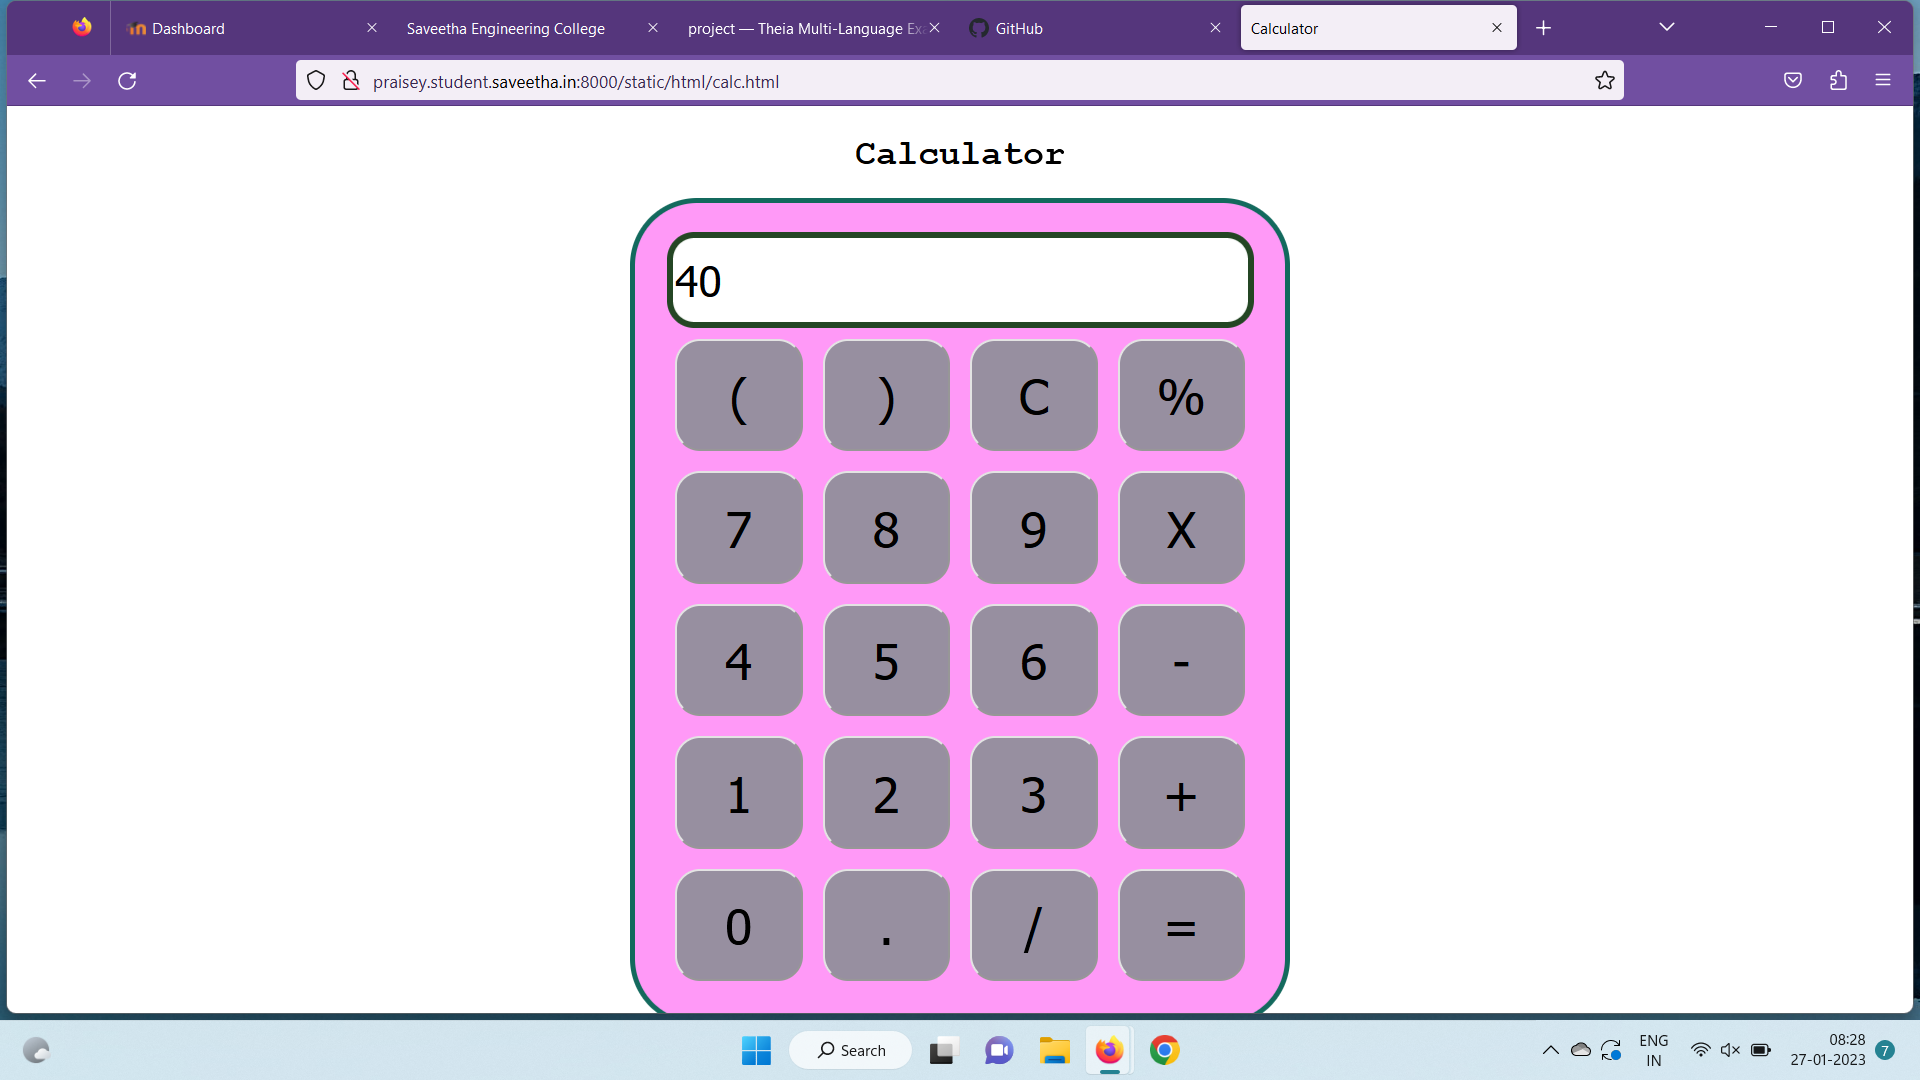 Dashboard
Saveetha Engineering College
project — Theia Multi-Language Ex
GitHub
Calculator
praisey.student.saveetha.in:8000/static/html/calc.html
Calculator
40
( ) C %
7 8 9 X
4 5 6 -
1 2 3 +
0 . / =
Search
ENG
IN
08:28
27-01-2023
7